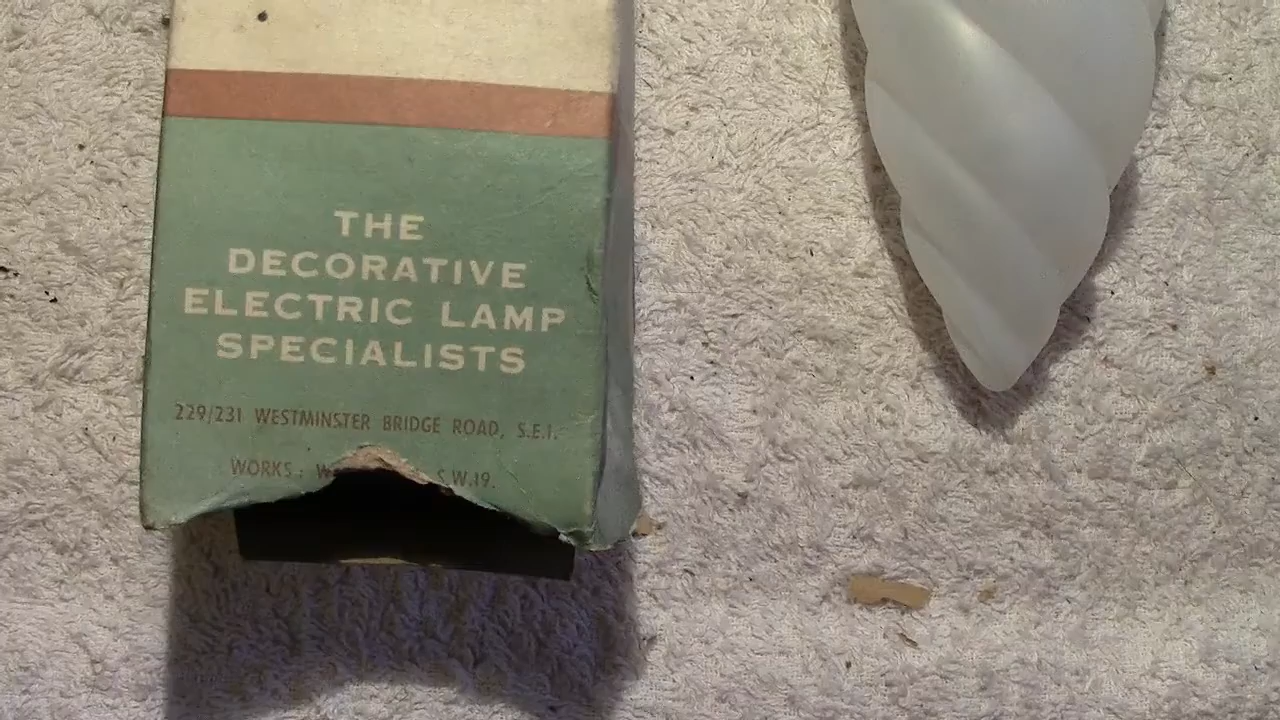 THE
DECORATIVE
ELECTRIC LAMP
SPECIALISTS
229/231 WESTMINSTER BRIDGE ROAD, S.E.1.
WORKS: S.W.19.